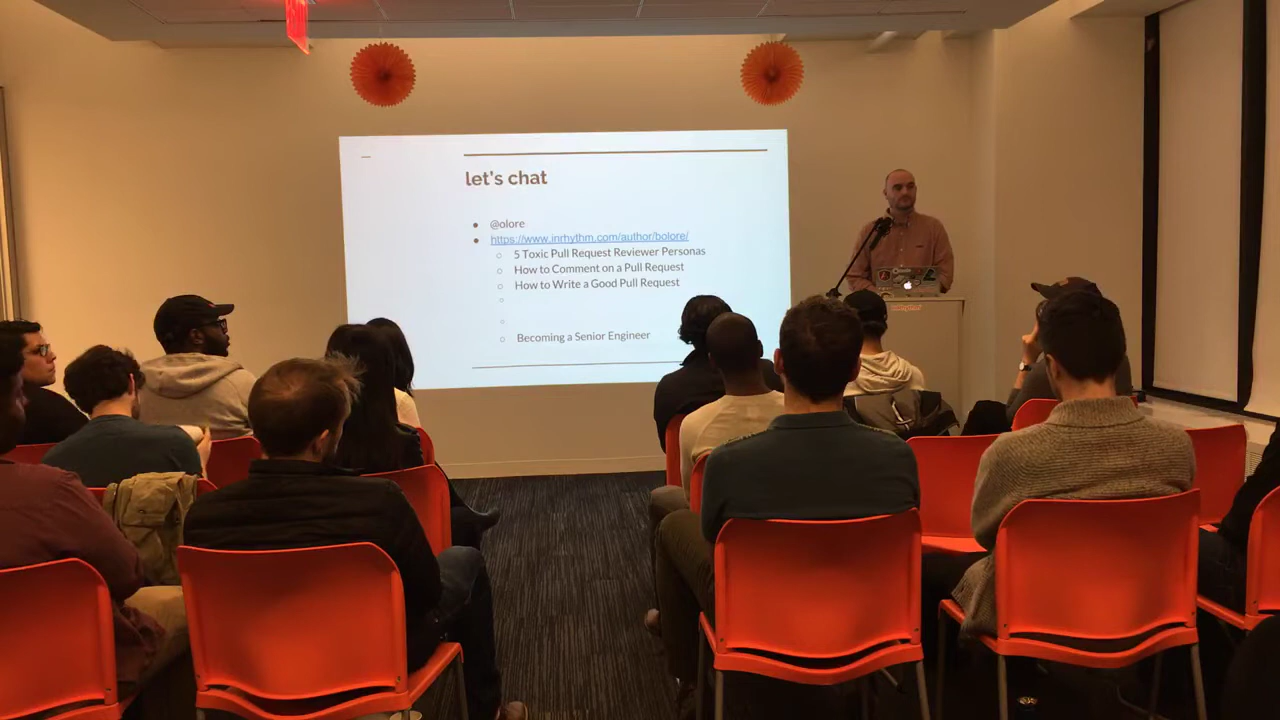 let's chat
@olore
https://www.inrhythm.com/author/bolore/
5 Toxic Pull Request Reviewer Personas
How to Comment on a Pull Request
How to Write a Good Pull Request
Becoming a Senior Engineer